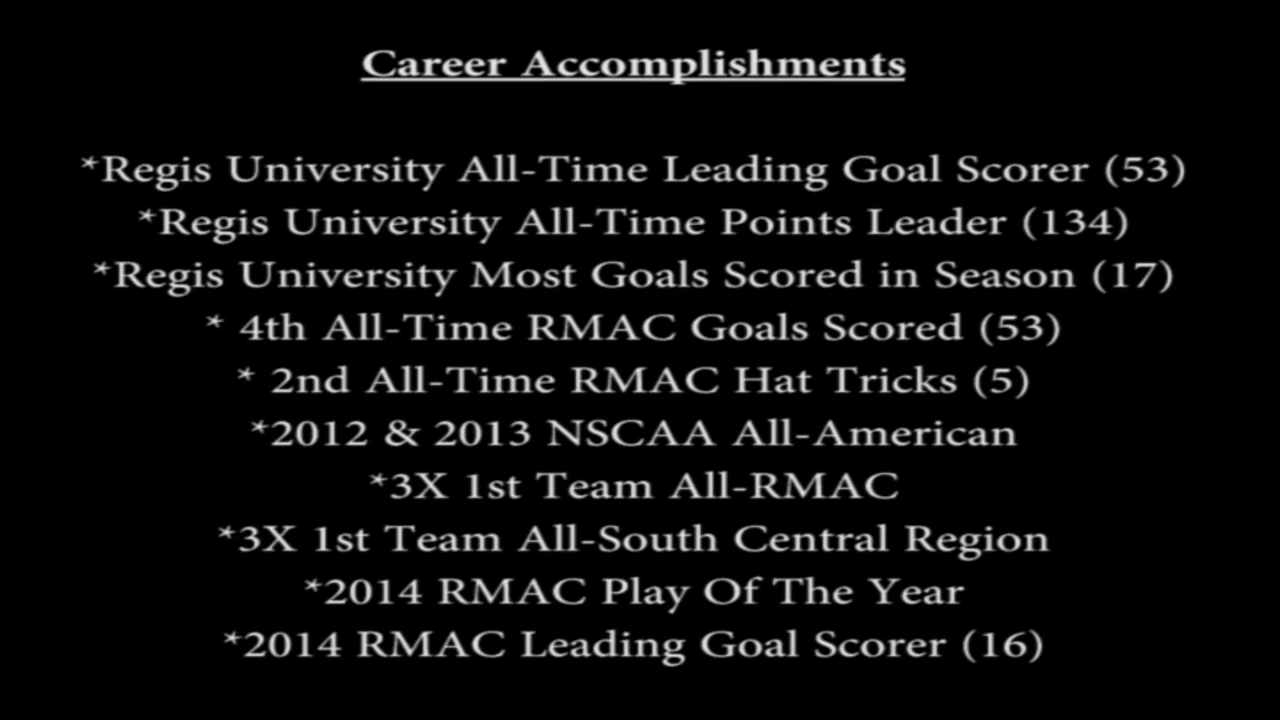 Career Accomplishments
*Regis University All-Time Leading Goal Scorer (53)
*Regis University All-Time Points Leader (134)
*Regis University Most Goals Scored in Season (17)
* 4th All-Time RMAC Goals Scored (53)
* 2nd All-Time RMAC Hat Tricks (5)
*2012 & 2013 NSCAA All-American
*3X 1st Team All-RMAC
*3X 1st Team All-South Central Region
*2014 RMAC Play Of The Year
*2014 RMAC Leading Goal Scorer (16)